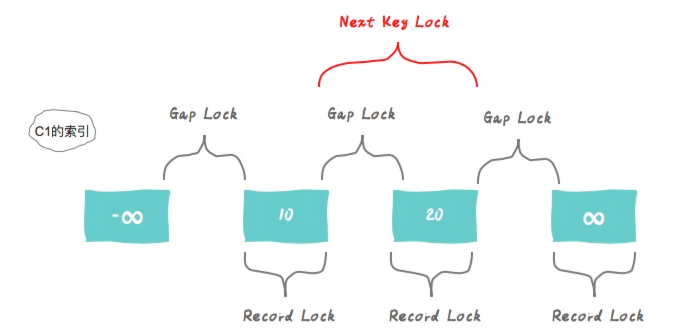 Next Key Lock
Gap Lock
Gap Lock
Gap Lock
C1的索引
-∞
10
20
∞
Record Lock
Record Lock
Record Lock